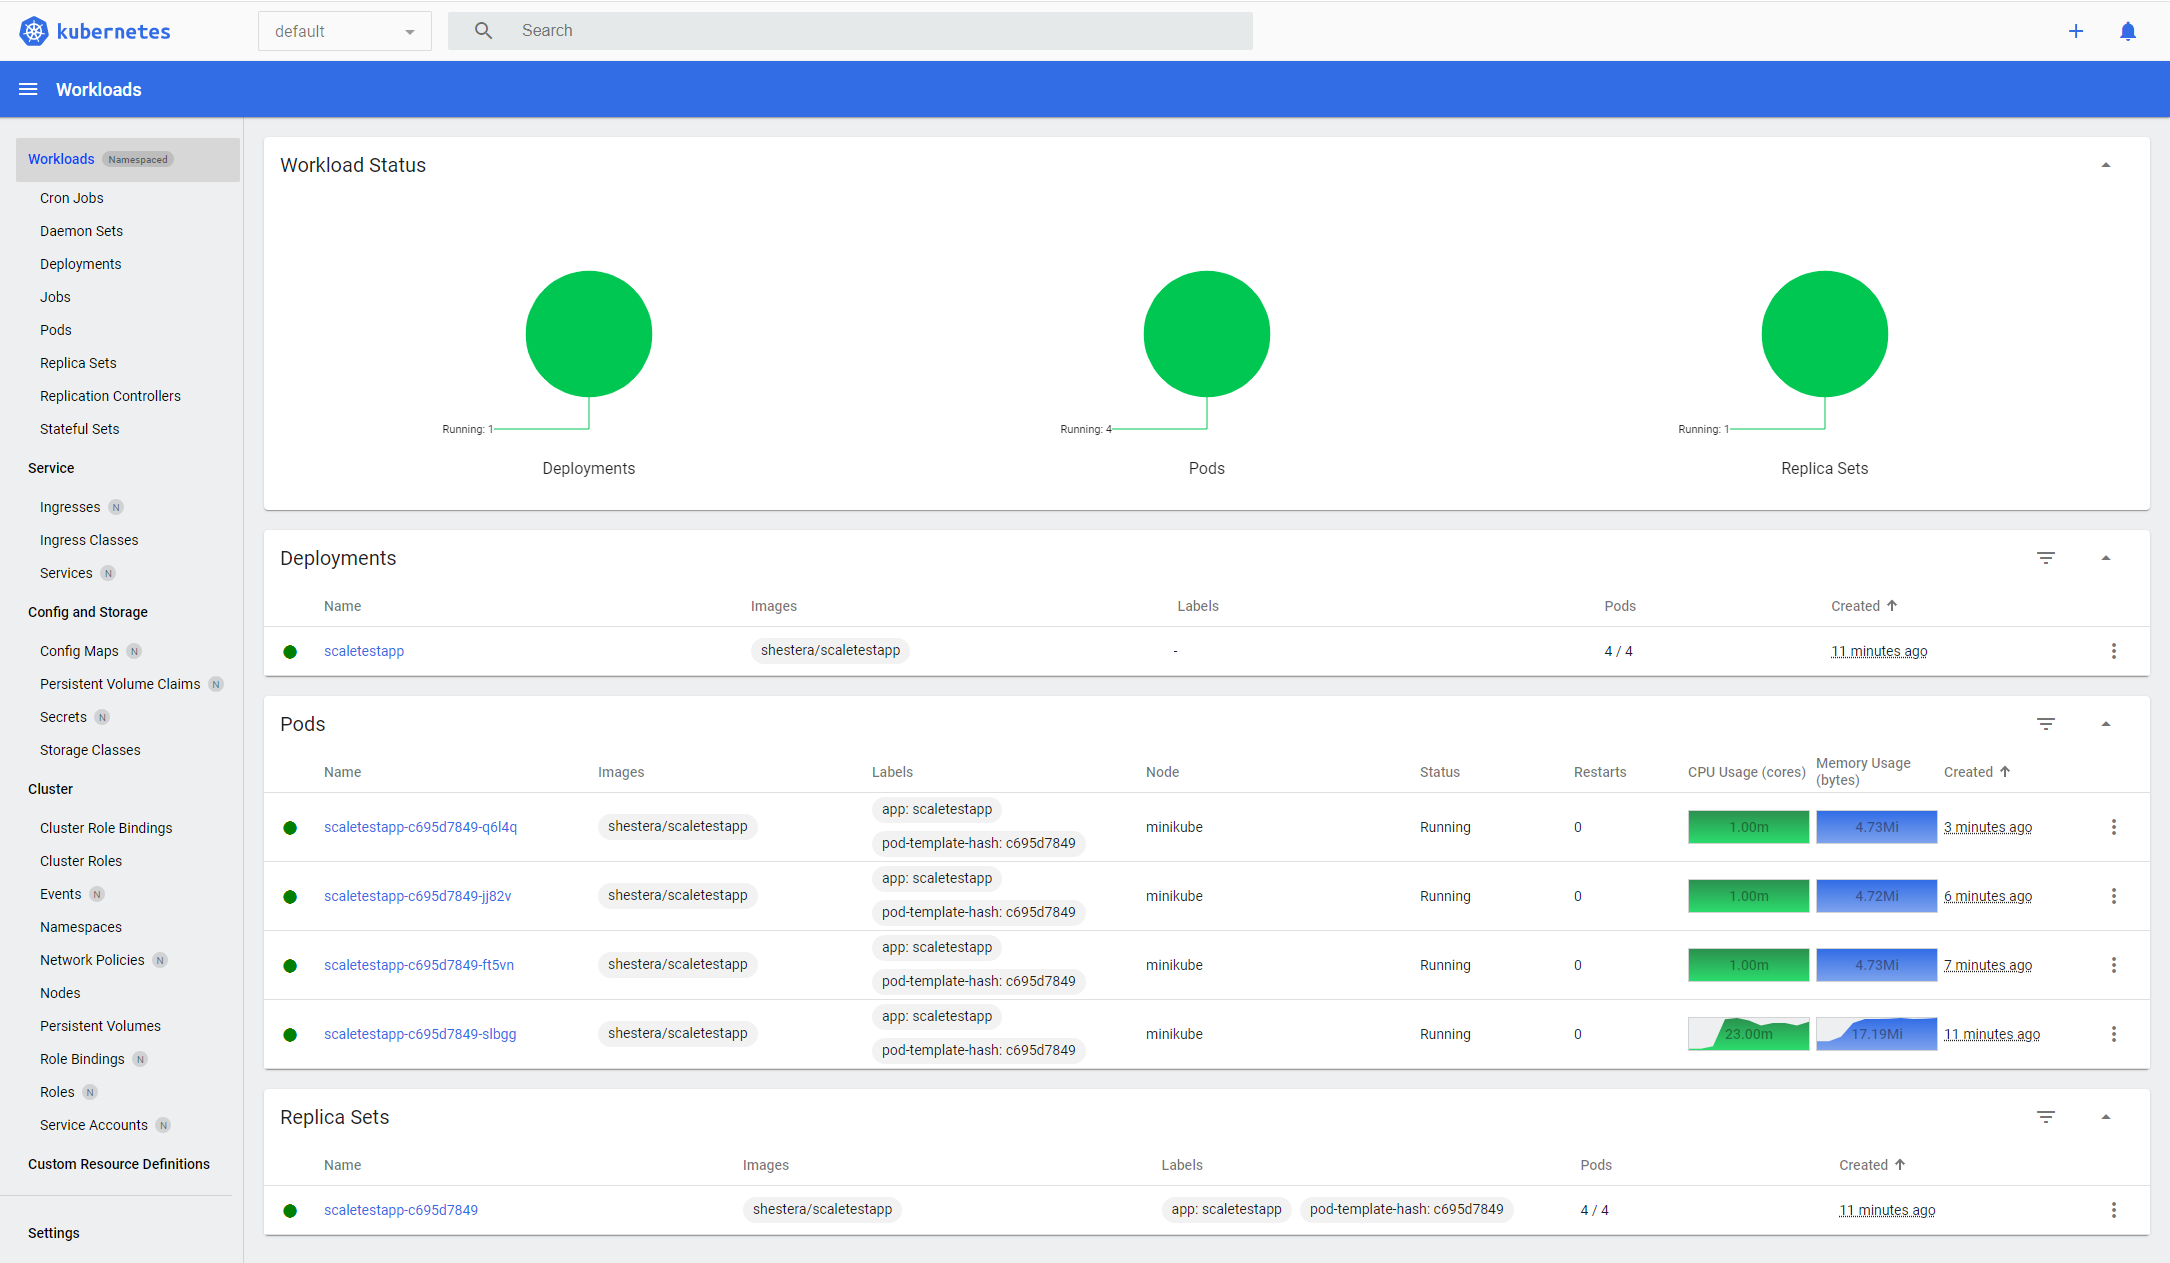 kubernetes default Search
Workloads
Workloads Namespaced
Cron Jobs
Daemon Sets
Deployments
Jobs
Pods
Replica Sets
Replication Controllers
Stateful Sets
Service
Ingresses N
Ingress Classes
Services N
Config and Storage
Config Maps N
Persistent Volume Claims N
Secrets N
Storage Classes
Cluster
Cluster Role Bindings
Cluster Roles
Events N
Namespaces
Network Policies N
Nodes
Persistent Volumes
Role Bindings N
Roles N
Service Accounts N
Custom Resource Definitions
Settings
Workload Status
Running: 1 Running: 4 Running: 1
Deployments Pods Replica Sets
Deployments
Name Images Labels Pods Created
scaletestapp shestera/scaletestapp - 4 / 4 11 minutes ago
Pods
Name Images Labels Node Status Restarts CPU Usage (cores) Memory Usage (bytes) Created
app: scaletestapp
scaletestapp-c695d7849-q6l4q shestera/scaletestapp minikube Running 0 1.00m 4.73Mi 3 minutes ago
pod-template-hash: c695d7849
app: scaletestapp
scaletestapp-c695d7849-jj82v shestera/scaletestapp minikube Running 0 1.00m 4.72Mi 6 minutes ago
pod-template-hash: c695d7849
app: scaletestapp
scaletestapp-c695d7849-ft5vn shestera/scaletestapp minikube Running 0 1.00m 4.73Mi 7 minutes ago
pod-template-hash: c695d7849
app: scaletestapp
scaletestapp-c695d7849-slbgg shestera/scaletestapp minikube Running 0 23.00m 17.19Mi 11 minutes ago
pod-template-hash: c695d7849
Replica Sets
Name Images Labels Pods Created
scaletestapp-c695d7849 shestera/scaletestapp app: scaletestapp pod-template-hash: c695d7849 4 / 4 11 minutes ago